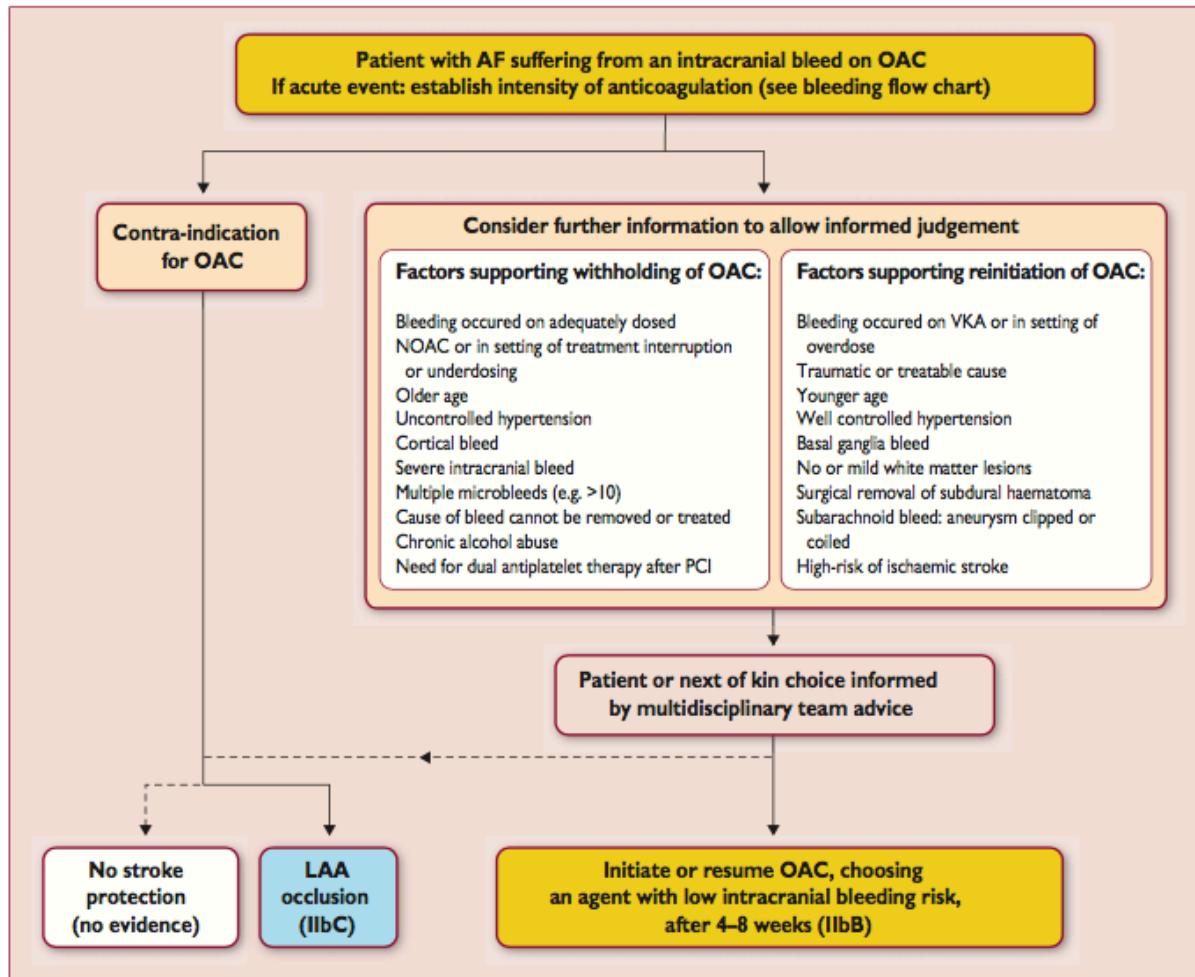 Patient with AF suffering from an intracranial bleed on OAC
If acute event: establish intensity of anticoagulation (see bleeding flow chart)
Contra-indication
for OAC
Consider further information to allow informed judgement
Factors supporting withholding of OAC:
Bleeding occured on adequately dosed
NOAC or in setting of treatment interruption
or underdosing
Older age
Uncontrolled hypertension
Cortical bleed
Severe intracranial bleed
Multiple microbleeds (e.g. >10)
Cause of bleed cannot be removed or treated
Chronic alcohol abuse
Need for dual antiplatelet therapy after PCI
Factors supporting reinitiation of OAC:
Bleeding occured on VKA or in setting of
overdose
Traumatic or treatable cause
Younger age
Well controlled hypertension
Basal ganglia bleed
No or mild white matter lesions
Surgical removal of subdural haematoma
Subarachnoid bleed: aneurysm clipped or
coiled
High-risk of ischaemic stroke
Patient or next of kin choice informed
by multidisciplinary team advice
No stroke
protection
(no evidence)
LAA
occlusion
(IIbC)
Initiate or resume OAC, choosing
an agent with low intracranial bleeding risk,
after 4–8 weeks (IIbB)